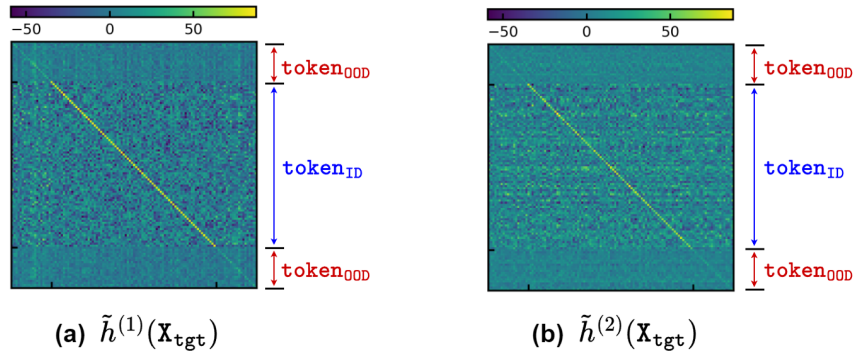 −50 0 50
−50 0 50
token_OOD
token_ID
token_OOD
token_OOD
token_ID
token_OOD
(a) h̃^(1)(X_tgt)
(b) h̃^(2)(X_tgt)